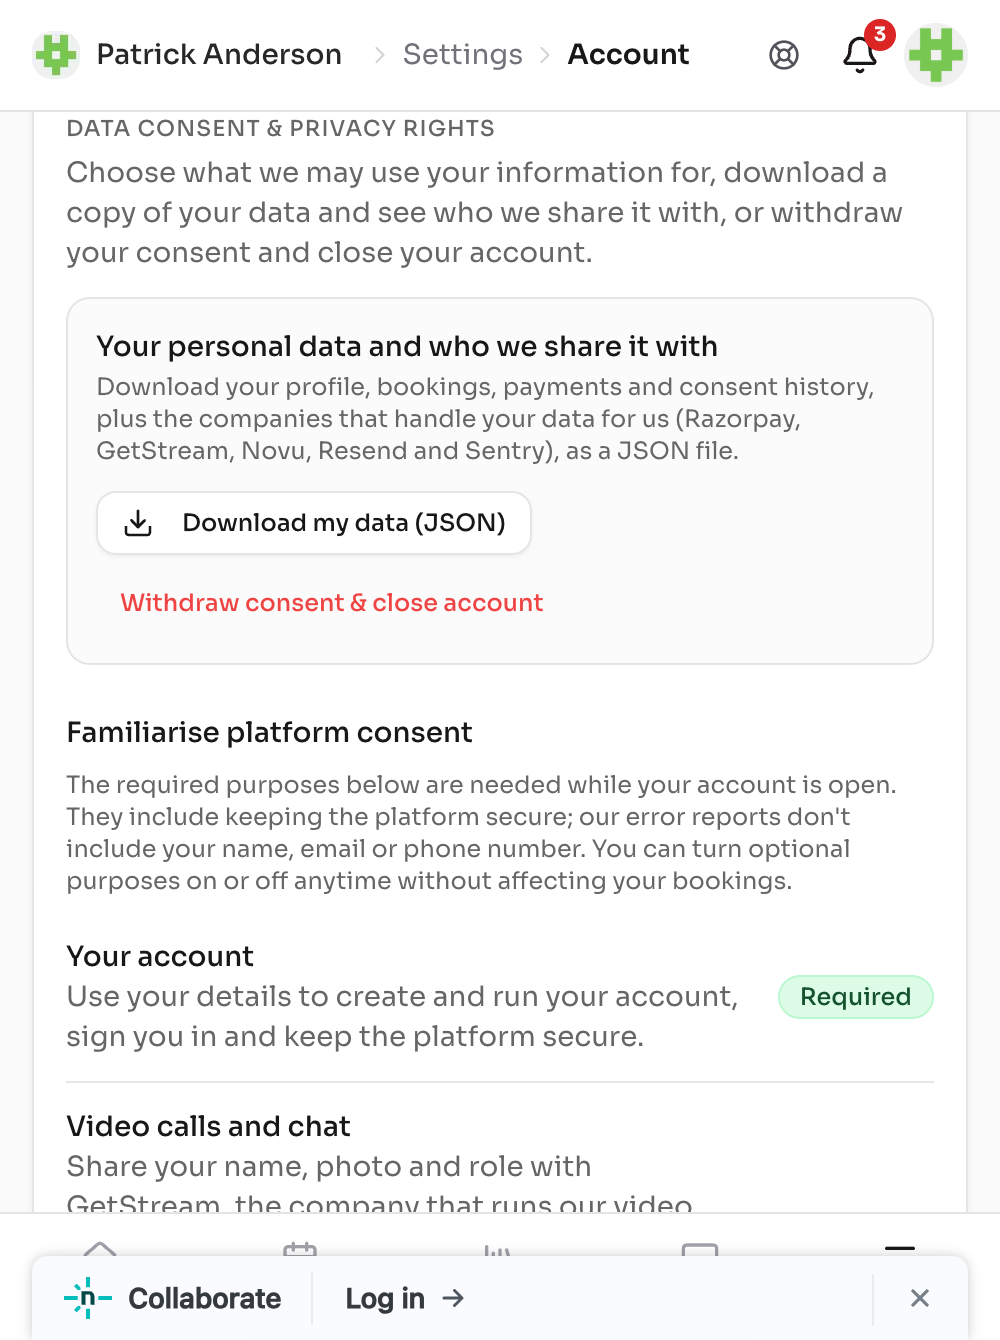 Patrick Anderson > Settings > Account
3
DATA CONSENT & PRIVACY RIGHTS
Choose what we may use your information for, download a
copy of your data and see who we share it with, or withdraw
your consent and close your account.
Your personal data and who we share it with
Download your profile, bookings, payments and consent history,
plus the companies that handle your data for us (Razorpay,
GetStream, Novu, Resend and Sentry), as a JSON file.
Download my data (JSON)
Withdraw consent & close account
Familiarise platform consent
The required purposes below are needed while your account is open.
They include keeping the platform secure; our error reports don't
include your name, email or phone number. You can turn optional
purposes on or off anytime without affecting your bookings.
Your account
Use your details to create and run your account,
sign you in and keep the platform secure.
Required
Video calls and chat
Share your name, photo and role with
GetStream, the company that runs our video
n Collaborate
Log in →